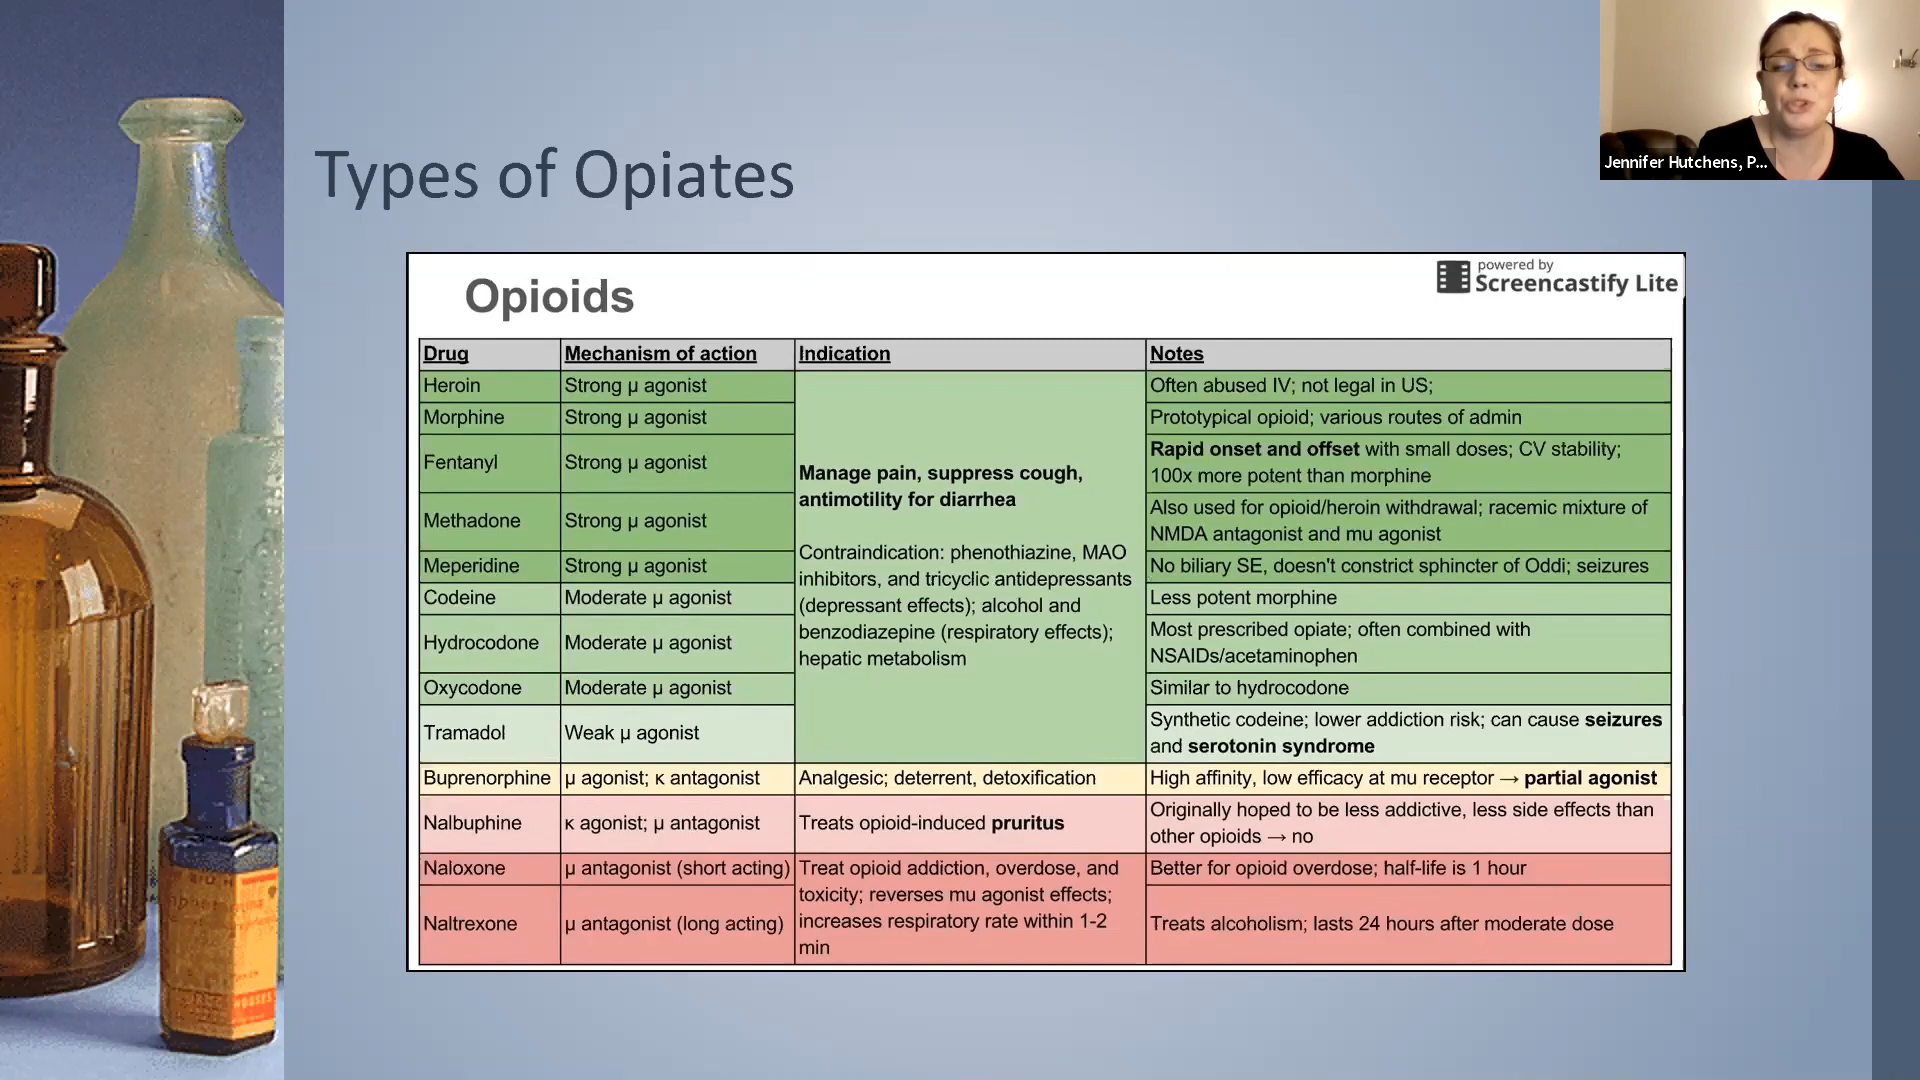 Jennifer Hutchens, P...
Types of Opiates
powered by
Screencastify Lite
Opioids
Drug Mechanism of action Indication Notes
Heroin Strong μ agonist Often abused IV; not legal in US;
Morphine Strong μ agonist Prototypical opioid; various routes of admin
Fentanyl Strong μ agonist Rapid onset and offset with small doses; CV stability;
100x more potent than morphine
Methadone Strong μ agonist Also used for opioid/heroin withdrawal; racemic mixture of
NMDA antagonist and mu agonist
Meperidine Strong μ agonist No biliary SE, doesn't constrict sphincter of Oddi; seizures
Codeine Moderate μ agonist Less potent morphine
Hydrocodone Moderate μ agonist Most prescribed opiate; often combined with
NSAIDs/acetaminophen
Oxycodone Moderate μ agonist Similar to hydrocodone
Tramadol Weak μ agonist Synthetic codeine; lower addiction risk; can cause seizures
and serotonin syndrome
Manage pain, suppress cough,
antimotility for diarrhea
Contraindication: phenothiazine, MAO
inhibitors, and tricyclic antidepressants
(depressant effects); alcohol and
benzodiazepine (respiratory effects);
hepatic metabolism
Buprenorphine μ agonist; κ antagonist Analgesic; deterrent, detoxification High affinity, low efficacy at mu receptor → partial agonist
Nalbuphine κ agonist; μ antagonist Treats opioid-induced pruritus Originally hoped to be less addictive, less side effects than
other opioids → no
Naloxone μ antagonist (short acting) Better for opioid overdose; half-life is 1 hour
Naltrexone μ antagonist (long acting) Treats alcoholism; lasts 24 hours after moderate dose
Treat opioid addiction, overdose, and
toxicity; reverses mu agonist effects;
increases respiratory rate within 1-2
min